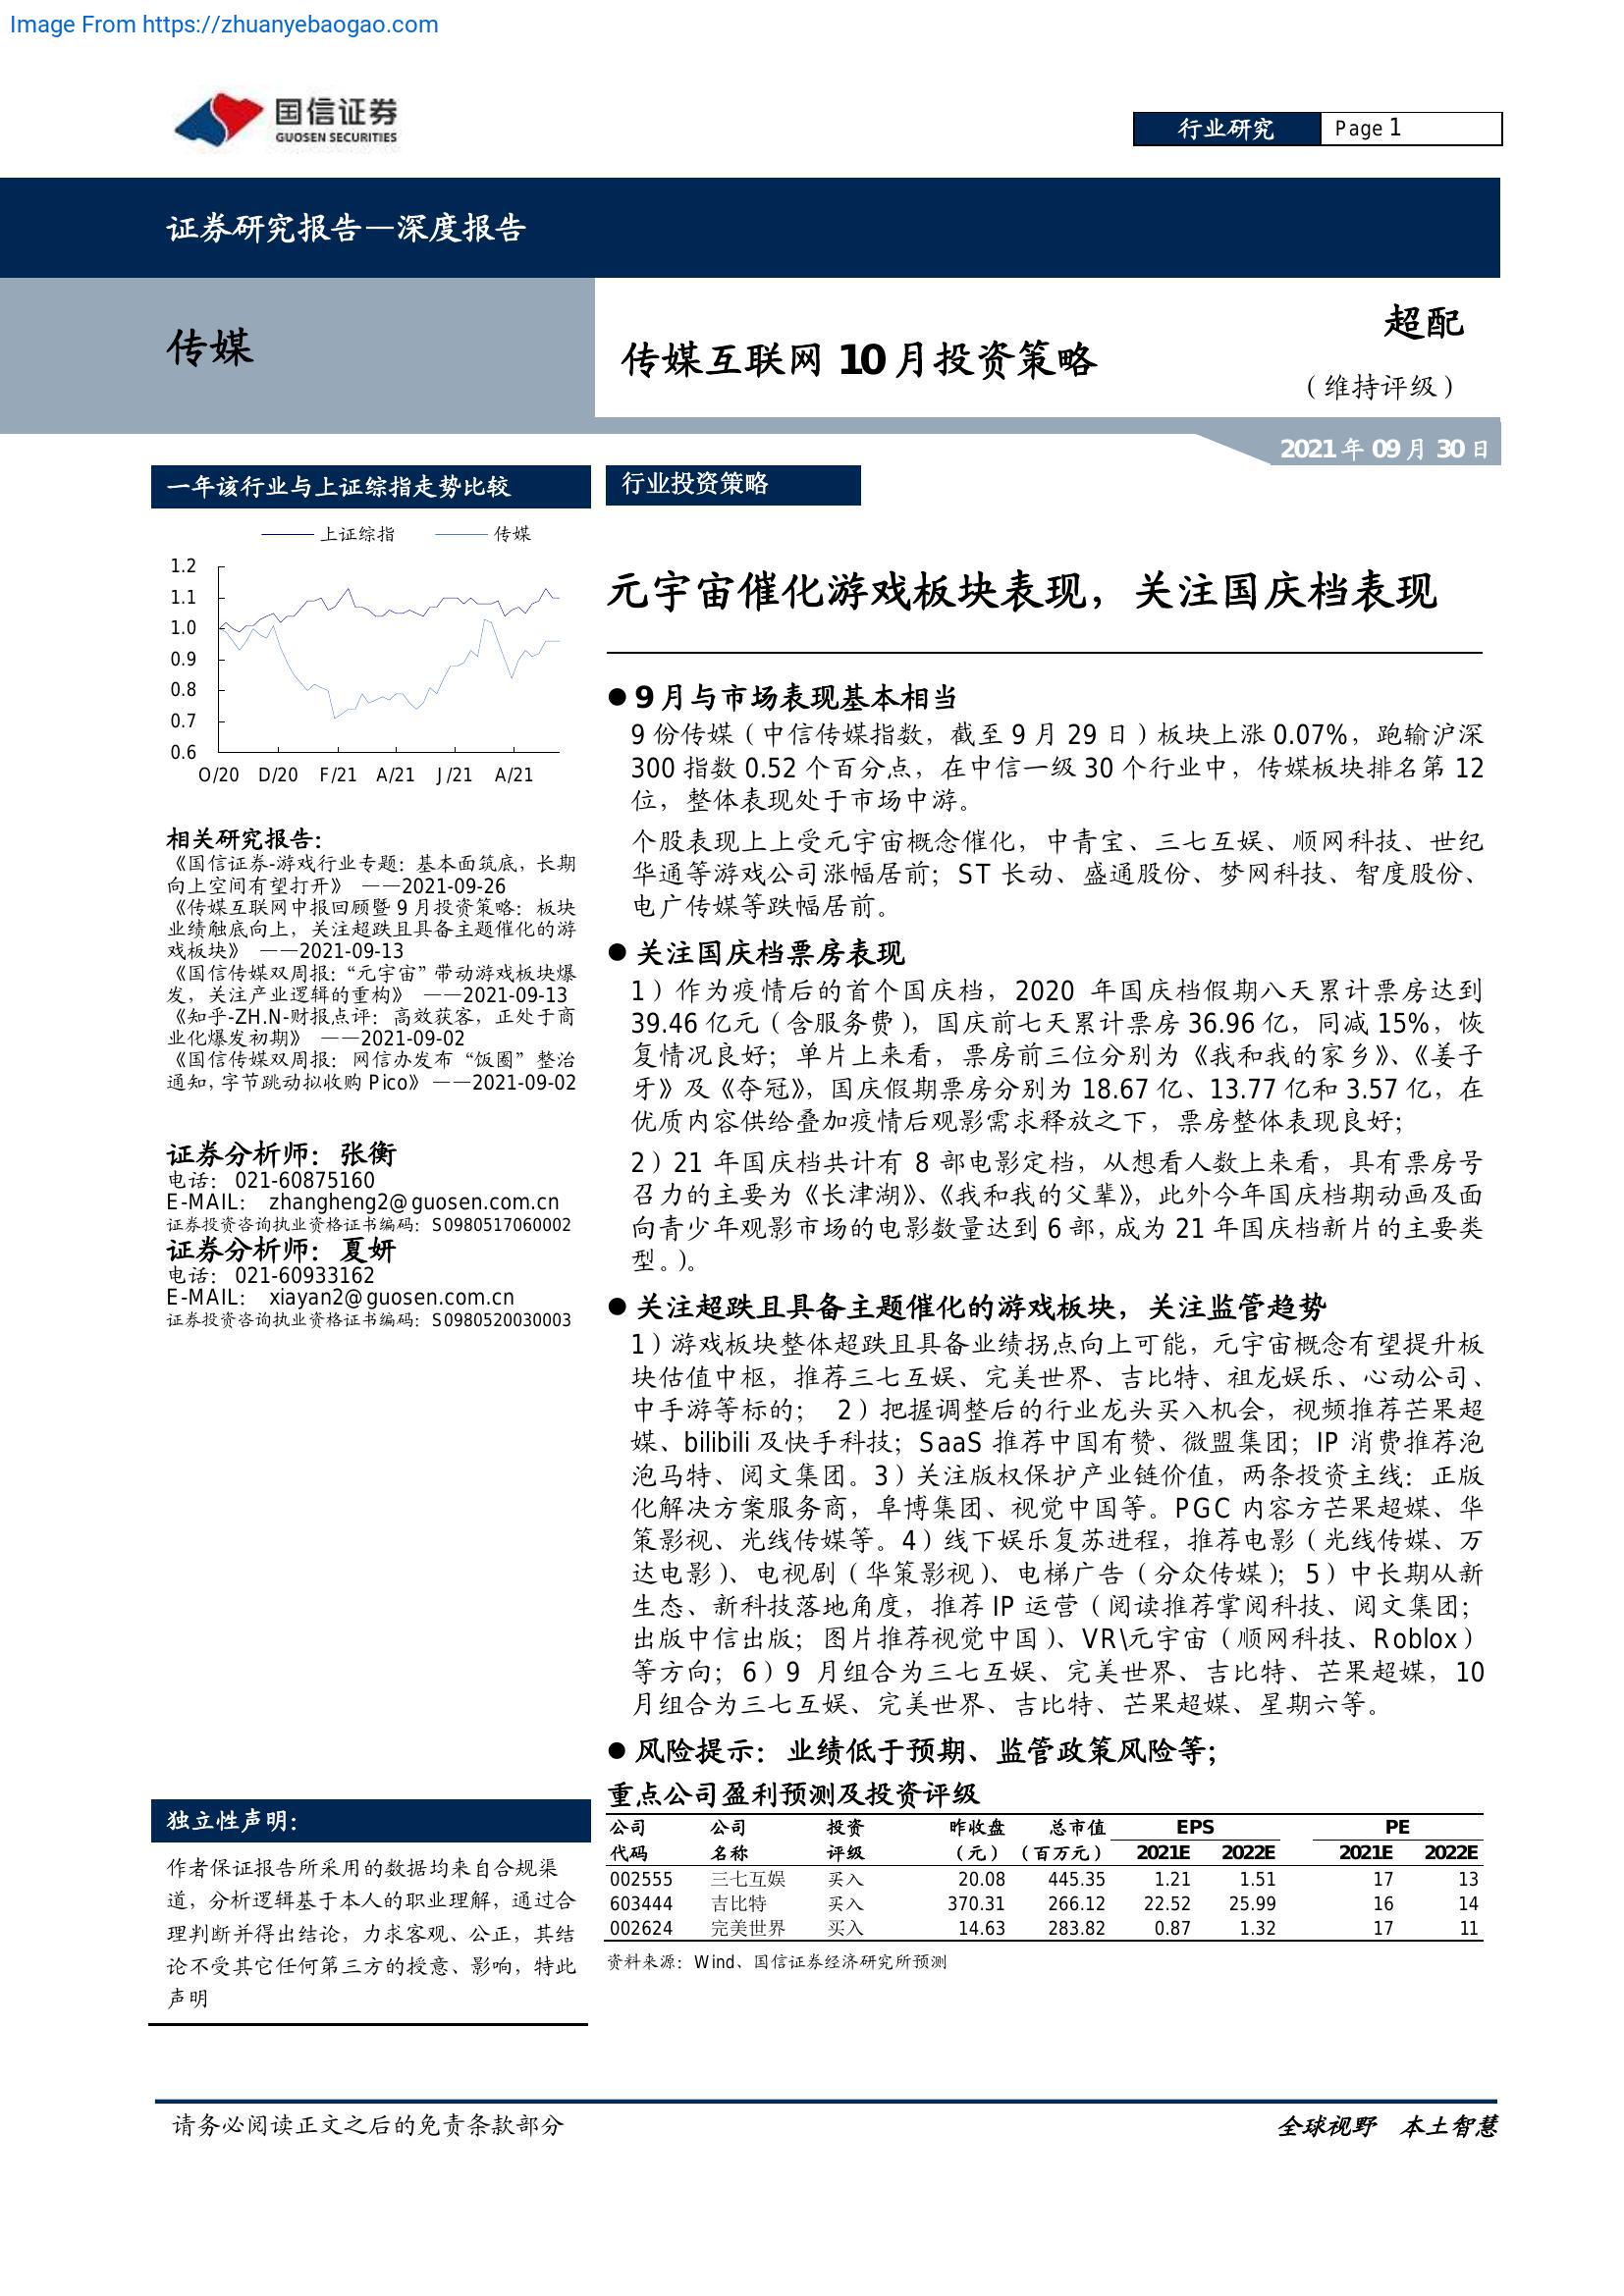 Image From https://zhuanyebaogao.com
国信证券
GUOSEN SECURITIES
行业研究
Page 1
证券研究报告—深度报告
传媒
传媒互联网 10 月投资策略
超配
（维持评级）
2021 年 09 月 30 日
一年该行业与上证综指走势比较
上证综指 传媒
1.2
1.1
1.0
0.9
0.8
0.7
0.6
O/20 D/20 F/21 A/21 J/21 A/21
相关研究报告：
《国信证券-游戏行业专题：基本面筑底，长期
向上空间有望打开》 ——2021-09-26
《传媒互联网中报回顾暨 9 月投资策略：板块
业绩触底向上，关注超跌且具备主题催化的游
戏板块》 ——2021-09-13
《国信传媒双周报：“元宇宙”带动游戏板块爆
发，关注产业逻辑的重构》 ——2021-09-13
《知乎-ZH.N-财报点评：高效获客，正处于商
业化爆发初期》 ——2021-09-02
《国信传媒双周报：网信办发布“饭圈”整治
通知,字节跳动拟收购 Pico》 ——2021-09-02
证券分析师：张衡
电话： 021-60875160
E-MAIL： zhangheng2@guosen.com.cn
证券投资咨询执业资格证书编码：S0980517060002
证券分析师：夏妍
电话： 021-60933162
E-MAIL： xiayan2@guosen.com.cn
证券投资咨询执业资格证书编码：S0980520030003
独立性声明：
作者保证报告所采用的数据均来自合规渠
道，分析逻辑基于本人的职业理解，通过合
理判断并得出结论，力求客观、公正，其结
论不受其它任何第三方的授意、影响，特此
声明
行业投资策略
元宇宙催化游戏板块表现，关注国庆档表现
● 9 月与市场表现基本相当
9 份传媒（中信传媒指数，截至 9 月 29 日）板块上涨 0.07%，跑输沪深
300 指数 0.52 个百分点，在中信一级 30 个行业中，传媒板块排名第 12
位，整体表现处于市场中游。
个股表现上上受元宇宙概念催化，中青宝、三七互娱、顺网科技、世纪
华通等游戏公司涨幅居前；ST 长动、盛通股份、梦网科技、智度股份、
电广传媒等跌幅居前。
● 关注国庆档票房表现
1）作为疫情后的首个国庆档，2020 年国庆档假期八天累计票房达到
39.46 亿元（含服务费），国庆前七天累计票房 36.96 亿，同减 15%，恢
复情况良好；单片上来看，票房前三位分别为《我和我的家乡》、《姜子
牙》及《夺冠》，国庆假期票房分别为 18.67 亿、13.77 亿和 3.57 亿，在
优质内容供给叠加疫情后观影需求释放之下，票房整体表现良好；
2）21 年国庆档共计有 8 部电影定档，从想看人数上来看，具有票房号
召力的主要为《长津湖》、《我和我的父辈》，此外今年国庆档期动画及面
向青少年观影市场的电影数量达到 6 部,成为 21 年国庆档新片的主要类
型。）。
● 关注超跌且具备主题催化的游戏板块，关注监管趋势
1）游戏板块整体超跌且具备业绩拐点向上可能，元宇宙概念有望提升板
块估值中枢，推荐三七互娱、完美世界、吉比特、祖龙娱乐、心动公司、
中手游等标的； 2）把握调整后的行业龙头买入机会，视频推荐芒果超
媒、bilibili 及快手科技；SaaS 推荐中国有赞、微盟集团；IP 消费推荐泡
泡马特、阅文集团。3）关注版权保护产业链价值，两条投资主线：正版
化解决方案服务商，阜博集团、视觉中国等。PGC 内容方芒果超媒、华
策影视、光线传媒等。4）线下娱乐复苏进程，推荐电影（光线传媒、万
达电影）、电视剧（华策影视）、电梯广告（分众传媒）；5）中长期从新
生态、新科技落地角度，推荐 IP 运营（阅读推荐掌阅科技、阅文集团；
出版中信出版；图片推荐视觉中国）、VR\元宇宙（顺网科技、Roblox）
等方向；6）9 月组合为三七互娱、完美世界、吉比特、芒果超媒，10
月组合为三七互娱、完美世界、吉比特、芒果超媒、星期六等。
● 风险提示：业绩低于预期、监管政策风险等；
重点公司盈利预测及投资评级
公司 公司 投资 昨收盘 总市值 EPS PE
代码 名称 评级 （元） （百万元） 2021E 2022E 2021E 2022E
002555 三七互娱 买入 20.08 445.35 1.21 1.51 17 13
603444 吉比特 买入 370.31 266.12 22.52 25.99 16 14
002624 完美世界 买入 14.63 283.82 0.87 1.32 17 11
资料来源：Wind、国信证券经济研究所预测
请务必阅读正文之后的免责条款部分
全球视野 本土智慧